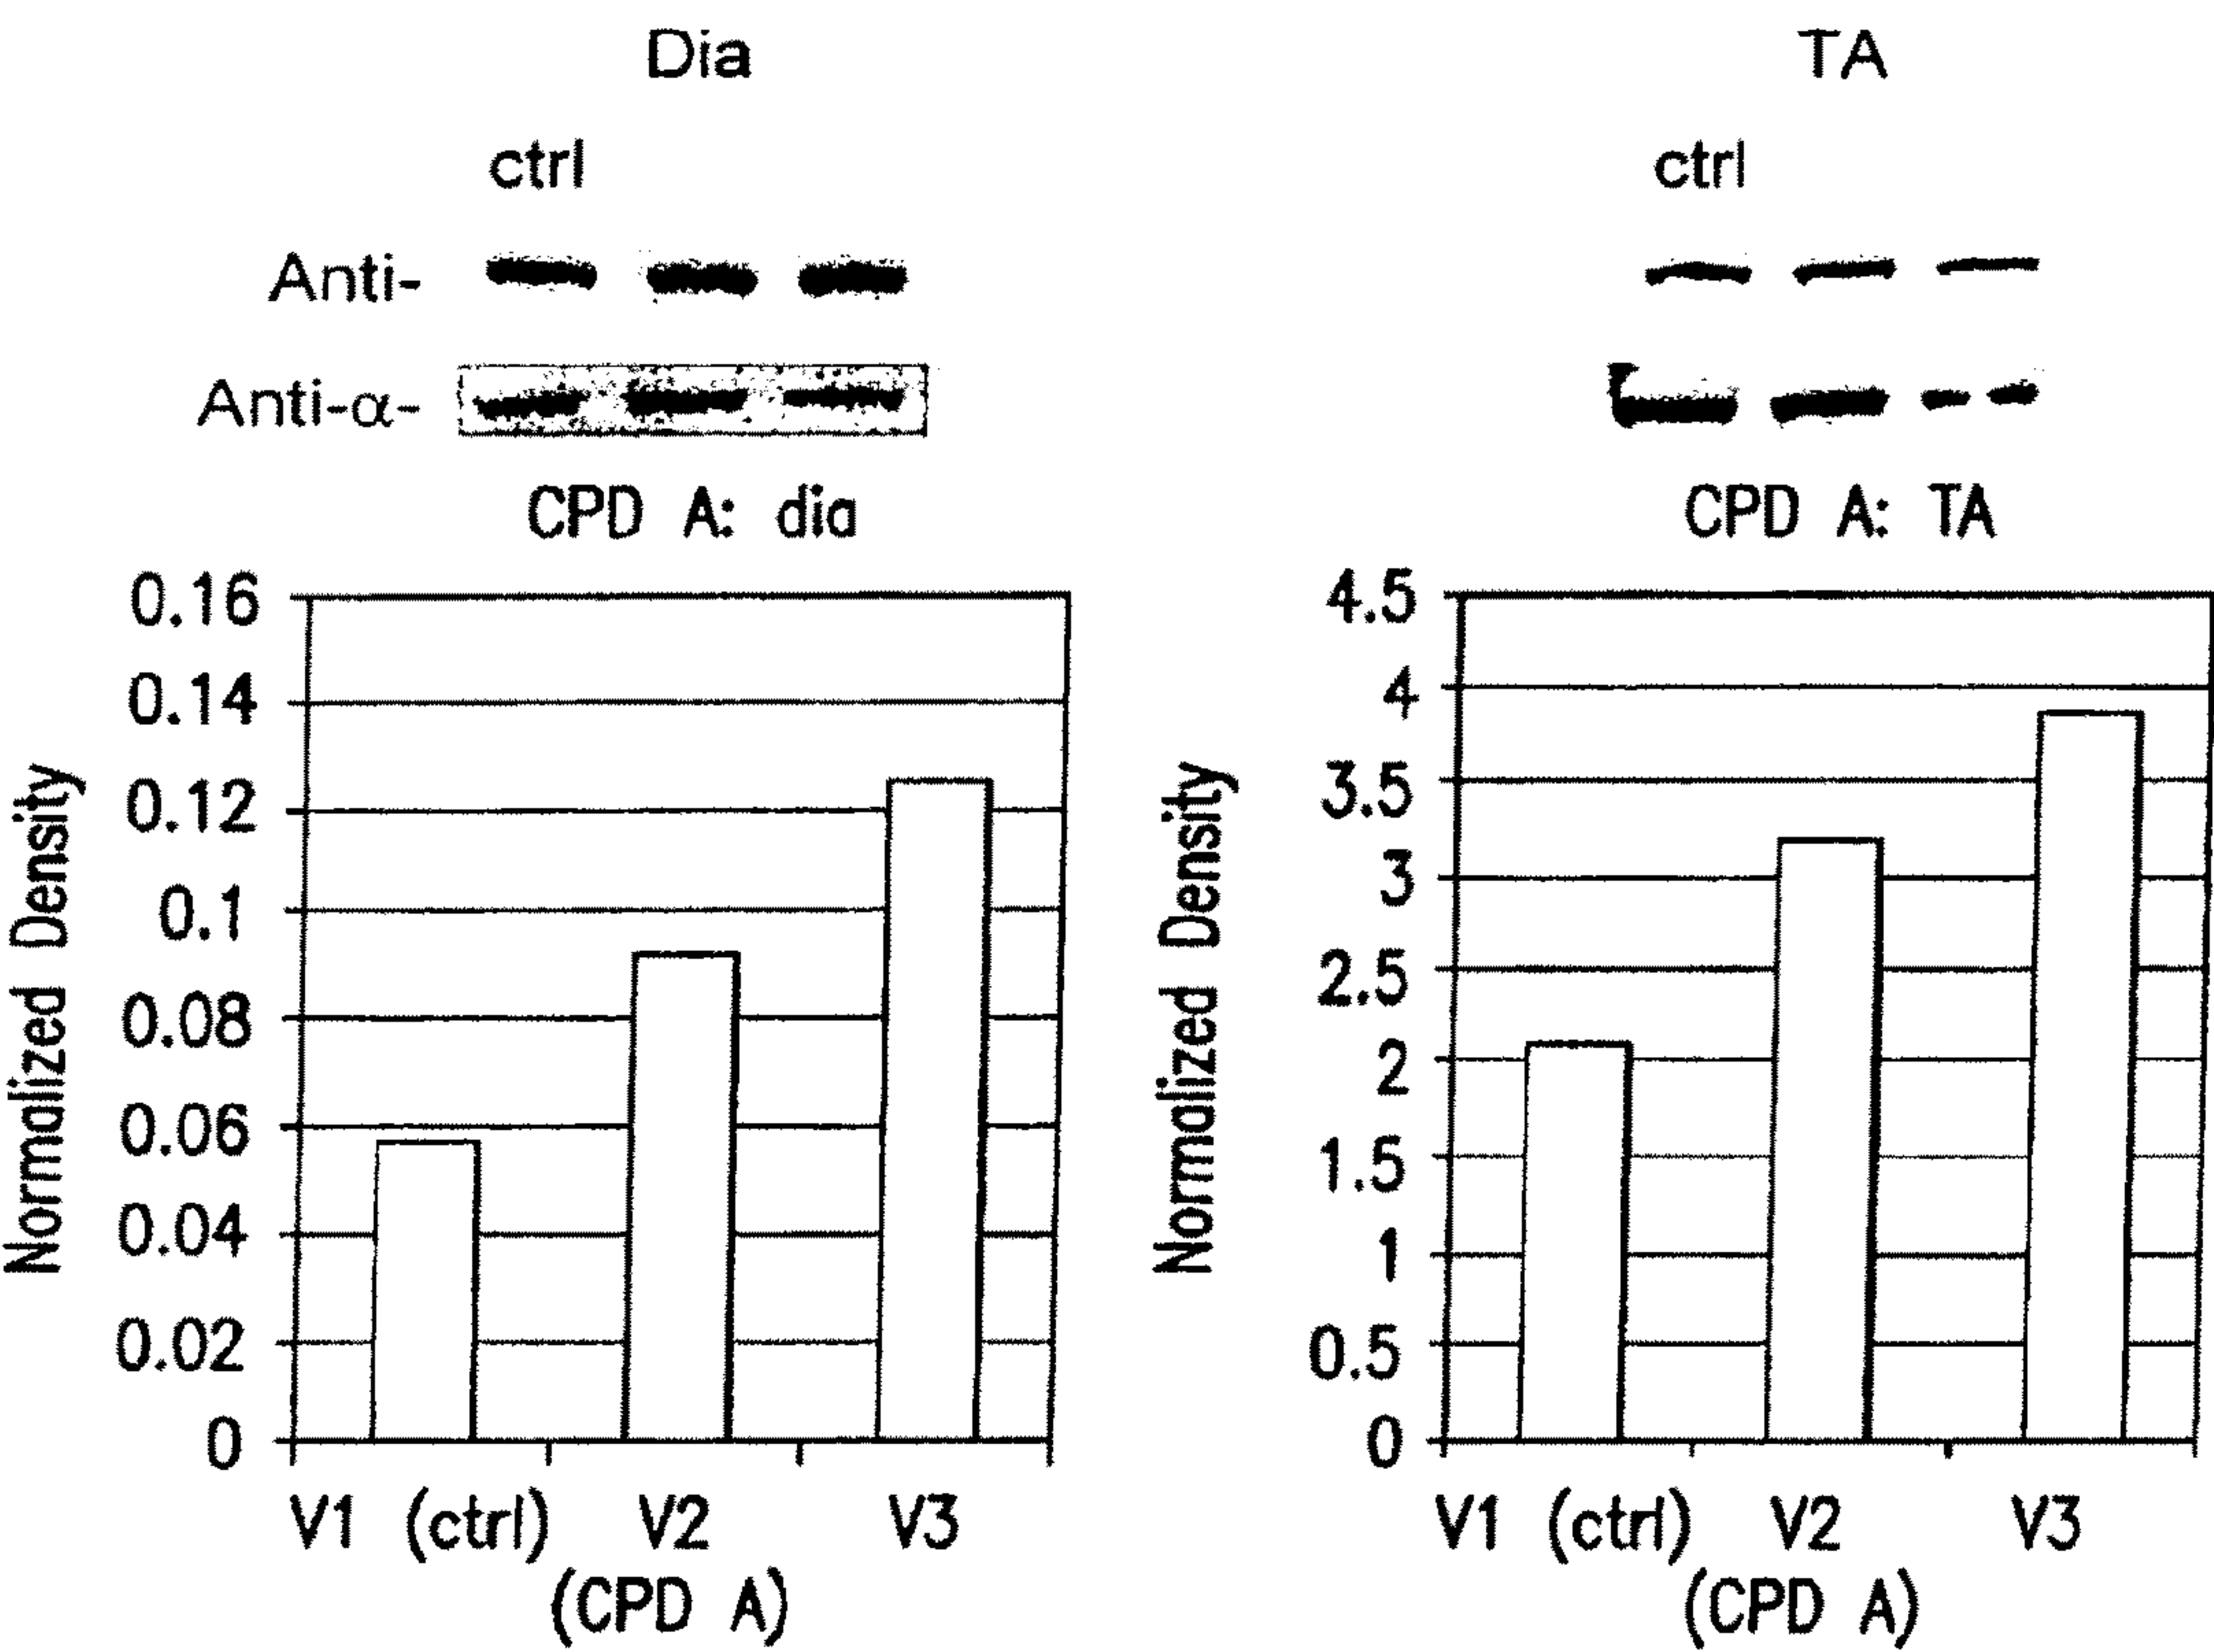 Dia
ctrl
Anti-
Anti-α-
CPD A: dia
0.16
0.14
0.12
0.1
0.08
0.06
0.04
0.02
0
Normalized Density
V1 (ctrl) V2 V3
(CPD A)
TA
ctrl
CPD A: TA
4.5
4
3.5
3
2.5
2
1.5
1
0.5
0
Normalized Density
V1 (ctrl) V2 V3
(CPD A)